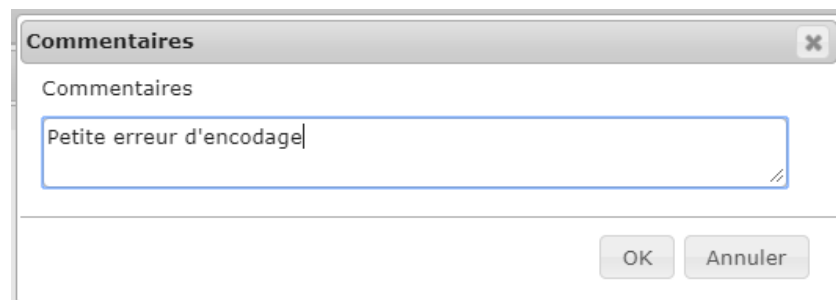 Commentaires
Commentaires
Petite erreur d'encodage
OK Annuler